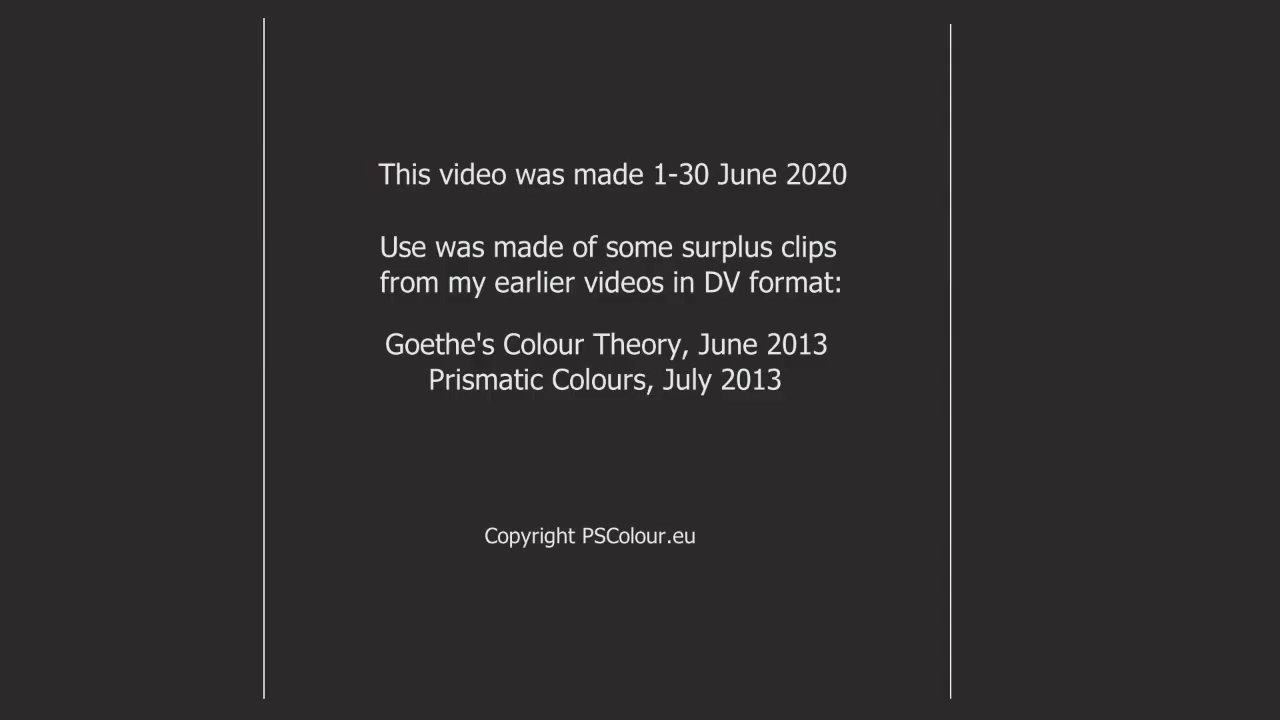 This video was made 1-30 June 2020
Use was made of some surplus clips
from my earlier videos in DV format:
Goethe's Colour Theory, June 2013
Prismatic Colours, July 2013
Copyright PSColour.eu